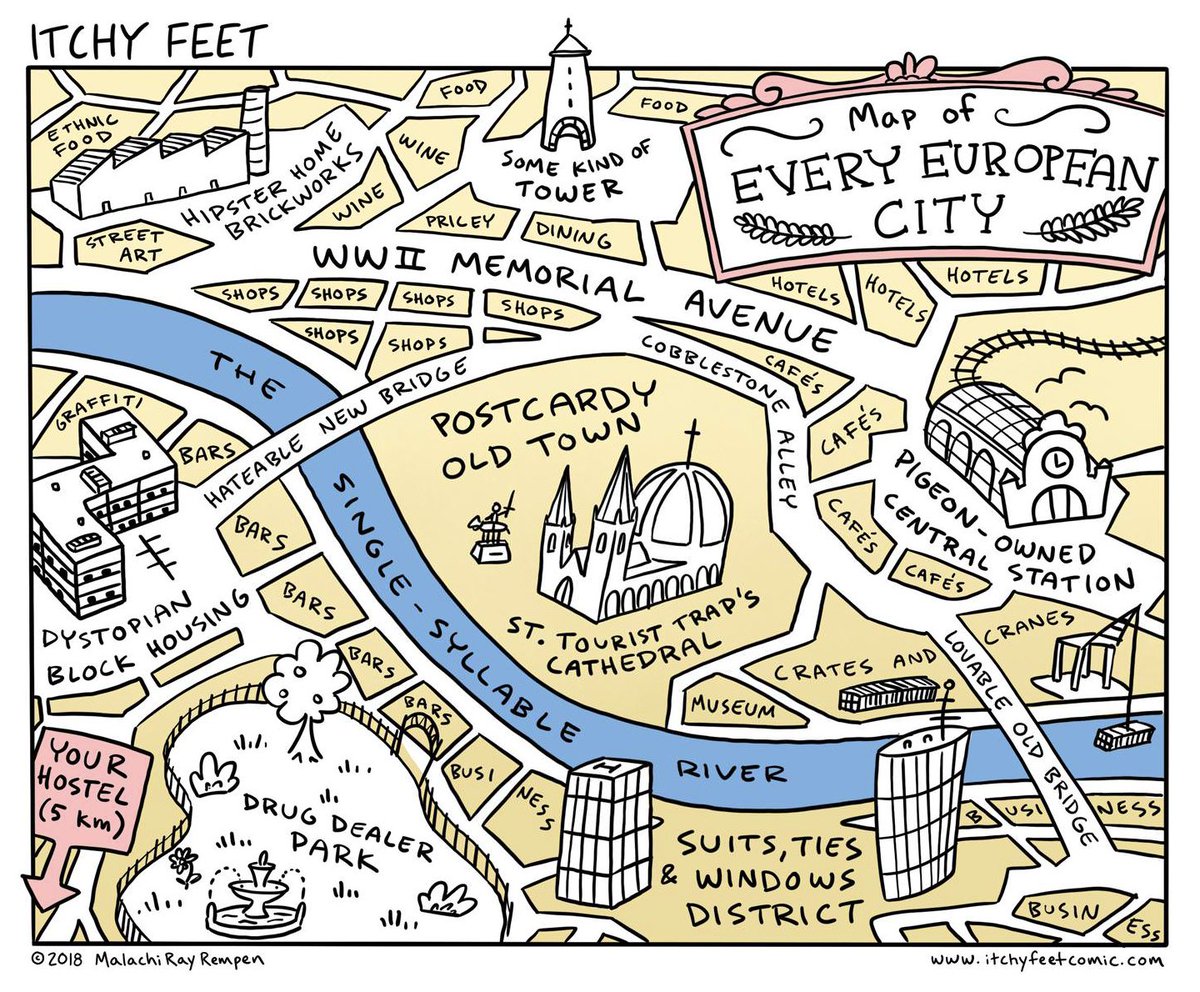 ITCHY FEET
Map of
EVERY EUROPEAN
CITY
ETHNIC
FOOD
HIPSTER HOME
BRICKWORKS
FOOD
WINE
WINE
SOME KIND OF
TOWER
FOOD
STREET
ART
PRICEY
DINING
WWII MEMORIAL AVENUE
HOTELS
HOTELS
HOTELS
SHOPS
SHOPS
SHOPS
SHOPS
SHOPS
SHOPS
THE
SINGLE-SYLLABLE
RIVER
HATEABLE NEW BRIDGE
COBBLESTONE ALLEY
CAFÉ'S
CAFÉ'S
CAFÉ'S
CAFÉ'S
POSTCARDY
OLD TOWN
ST. TOURIST TRAP'S
CATHEDRAL
PIGEON-OWNED
CENTRAL STATION
GRAFFITI
BARS
BARS
BARS
BARS
BARS
DYSTOPIAN
BLOCK HOUSING
CRATES AND
CRANES
LOVABLE OLD BRIDGE
MUSEUM
YOUR
HOSTEL
(5 km)
DRUG DEALER
PARK
BUSI
NESS
H
SUITS, TIES
& WINDOWS
DISTRICT
B
USI
NESS
BUSIN
ESS
©2018 Malachi Ray Rempen
www.itchyfeetcomic.com